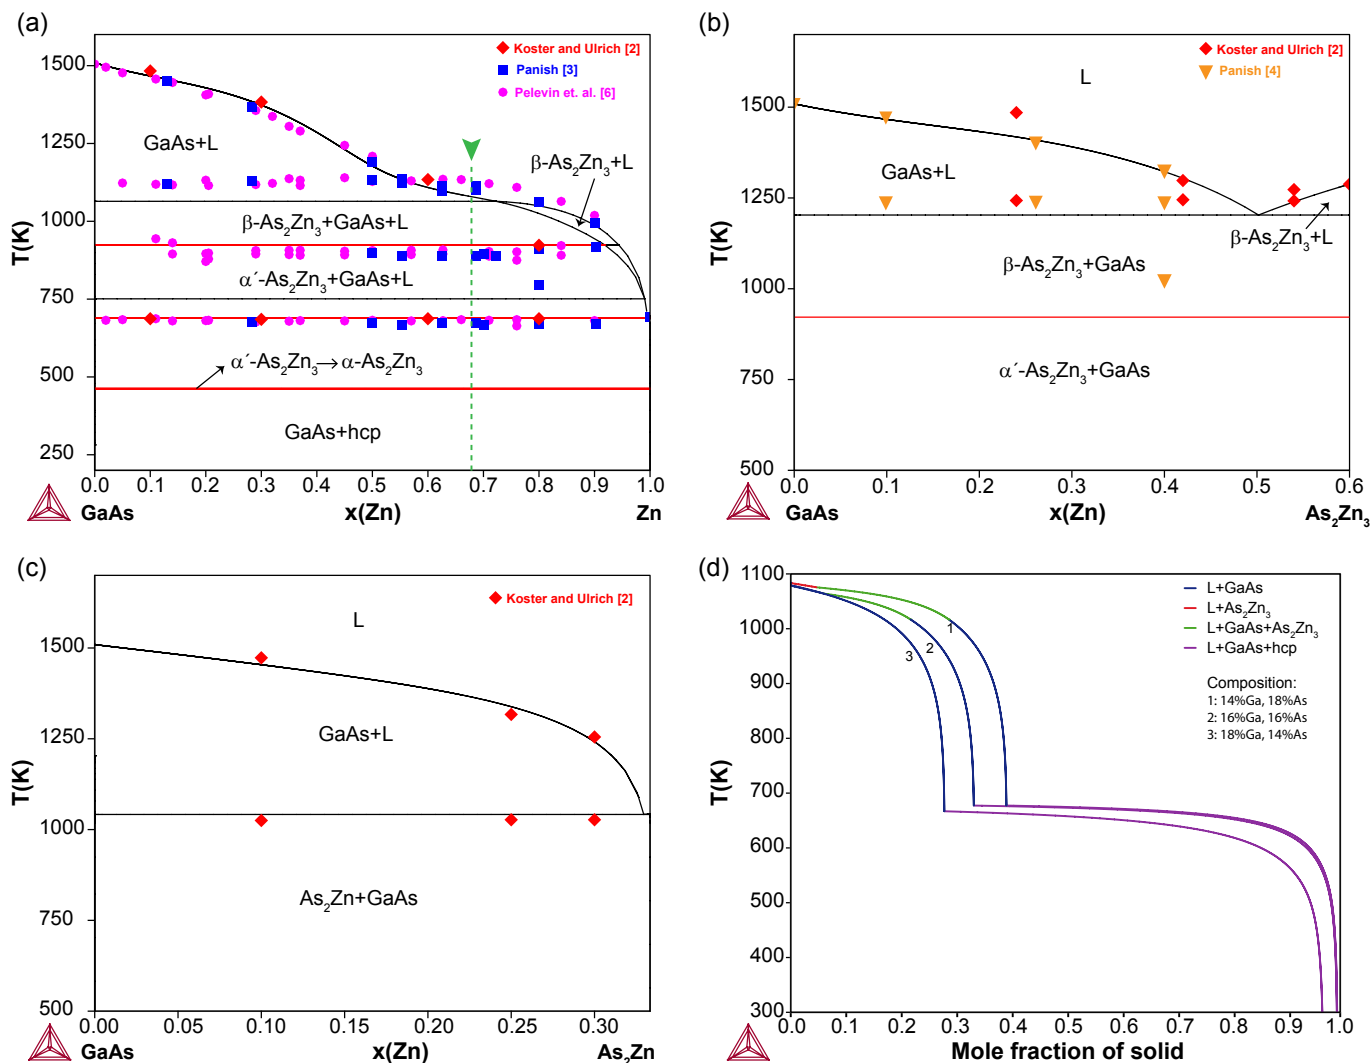 (a)
Koster and Ulrich [2]
Panish [3]
Pelevin et. al. [6]
1500
1250
1000
750
500
250
T(K)
GaAs+L
β-As₂Zn₃+L
β-As₂Zn₃+GaAs+L
α´-As₂Zn₃+GaAs+L
α´-As₂Zn₃→α-As₂Zn₃
GaAs+hcp
0.0 0.1 0.2 0.3 0.4 0.5 0.6 0.7 0.8 0.9 1.0
GaAs x(Zn) Zn
(b)
Koster and Ulrich [2]
Panish [4]
L
1500
1250
1000
750
500
T(K)
GaAs+L
β-As₂Zn₃+L
β-As₂Zn₃+GaAs
α´-As₂Zn₃+GaAs
0.0 0.1 0.2 0.3 0.4 0.5 0.6
GaAs x(Zn) As₂Zn₃
(c)
Koster and Ulrich [2]
L
1500
1250
1000
750
500
T(K)
GaAs+L
As₂Zn+GaAs
0.00 0.10 0.15 0.20 0.25 0.30
GaAs x(Zn) As₂Zn
(d)
1100
1000
900
800
700
600
500
400
300
T(K)
L+GaAs
L+As₂Zn₃
L+GaAs+As₂Zn₃
L+GaAs+hcp
Composition:
1: 14%Ga, 18%As
2: 16%Ga, 16%As
3: 18%Ga, 14%As
1
2
3
0 0.1 0.2 0.3 0.4 0.5 0.6 0.7 0.8 0.9 1.0
Mole fraction of solid